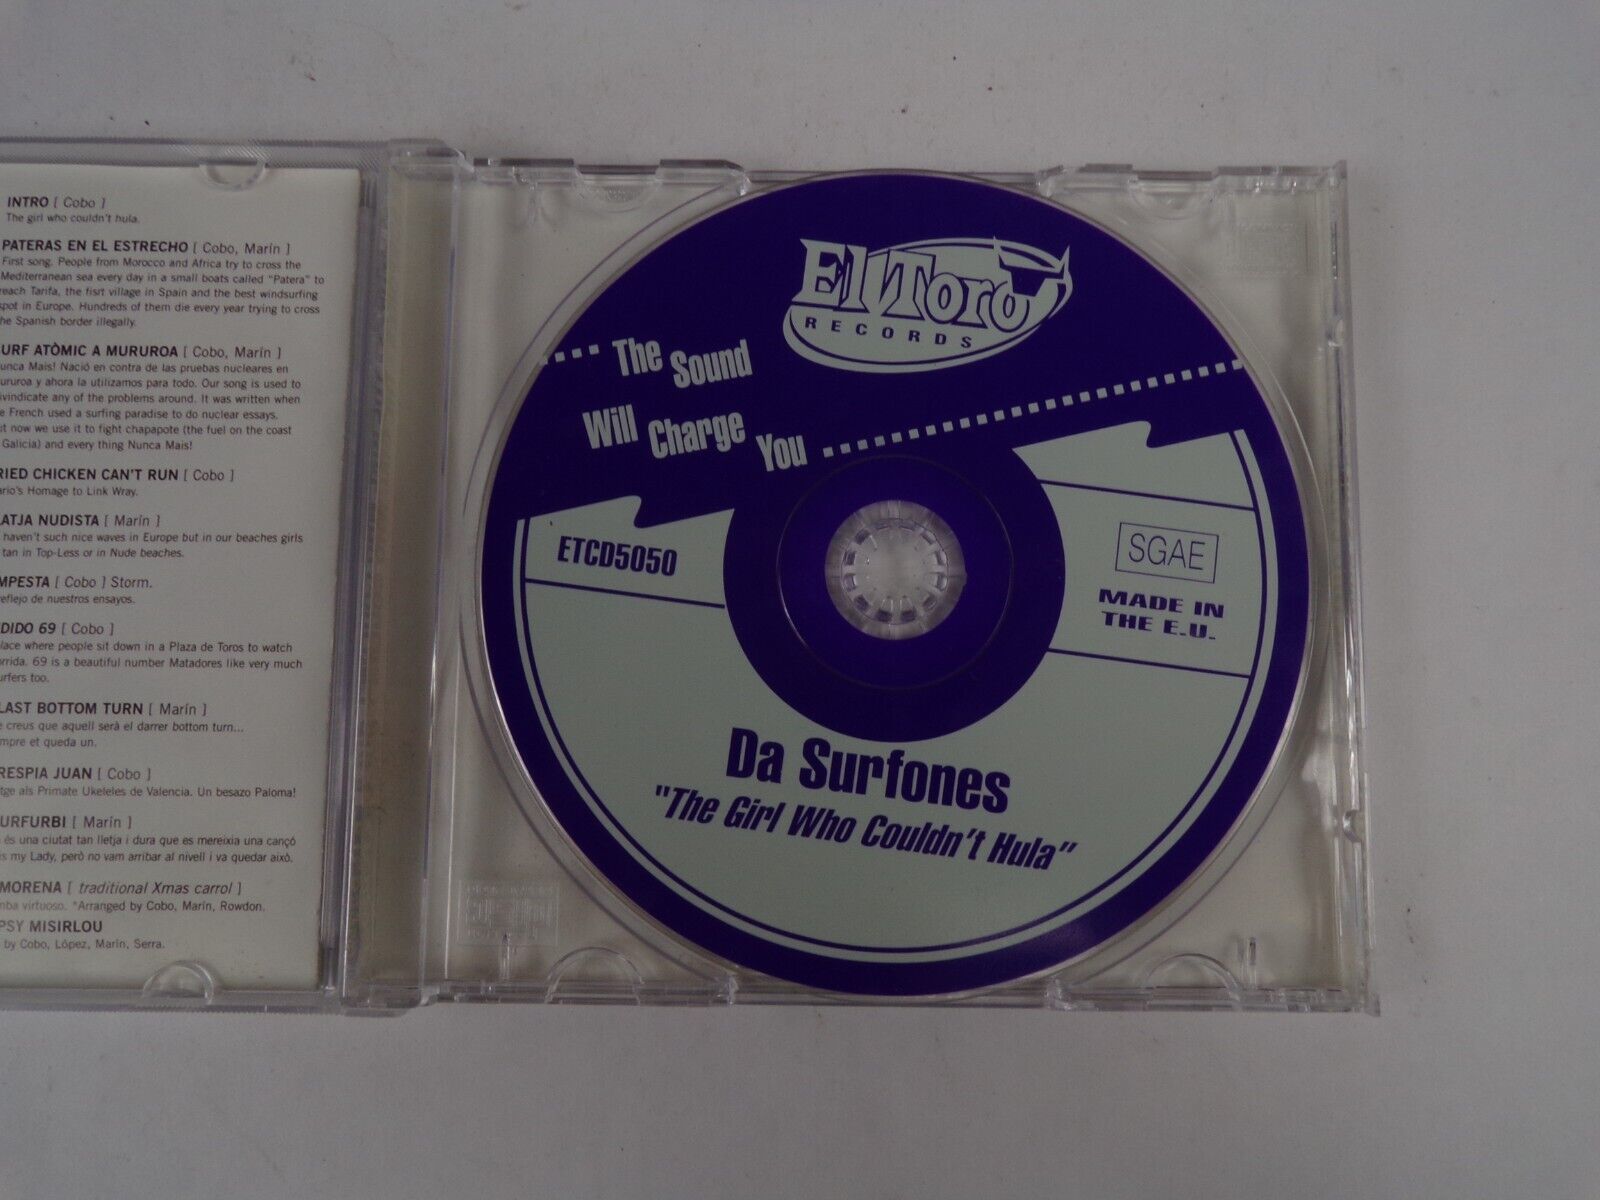 INTRO [ Cobo ]
The girl who couldn't hula.
PATERAS EN EL ESTRECHO [ Cobo, Marín ]
First song. People from Morocco and Africa try to cross the
Mediterranean sea every day in a small boats called "Patera" to
reach Tarifa, the fisrt village in Spain and the best windsurfing
spot in Europe. Hundreds of them die every year trying to cross
he Spanish border illegally.
URF ATÒMIC A MURUROA [ Cobo, Marín ]
unca Mais! Nació en contra de las pruebas nucleares en
ururoa y ahora la utilizamos para todo. Our song is used to
ivindicate any of the problems around. It was written when
e French used a surfing paradise to do nuclear essays.
t now we use it to fight chapapote (the fuel on the coast
Galicia) and every thing Nunca Mais!
RIED CHICKEN CAN'T RUN [ Cobo ]
ario's Homage to Link Wray.
ATJA NUDISTA [ Marín ]
haven't such nice waves in Europe but in our beaches girls
tan in Top-Less or in Nude beaches.
MPESTA [ Cobo ] Storm.
reflejo de nuestros ensayos.
DIDO 69 [ Cobo ]
lace where people sit down in a Plaza de Toros to watch
orrida. 69 is a beautiful number Matadores like very much
urfers too.
LAST BOTTOM TURN [ Marín ]
e creus que aquell serà el darrer bottom turn...
mpre et queda un.
RESPIA JUAN [ Cobo ]
tge als Primate Ukeleles de Valencia. Un besazo Paloma!
URFURBI [ Marín ]
és una ciutat tan lletja i dura que es mereixia una cançó
is my Lady, però no vam arribar al nivell i va quedar això.
MORENA [ traditional Xmas carrol ]
mba virtuoso. *Arranged by Cobo, Marín, Rowdon.
PSY MISIRLOU
by Cobo, López, Marín, Serra.
El Toro
RECORDS
The Sound
Will Charge You
ETCD5050
SGAE
MADE IN
THE E.U.
Da Surfones
"The Girl Who Couldn't Hula"